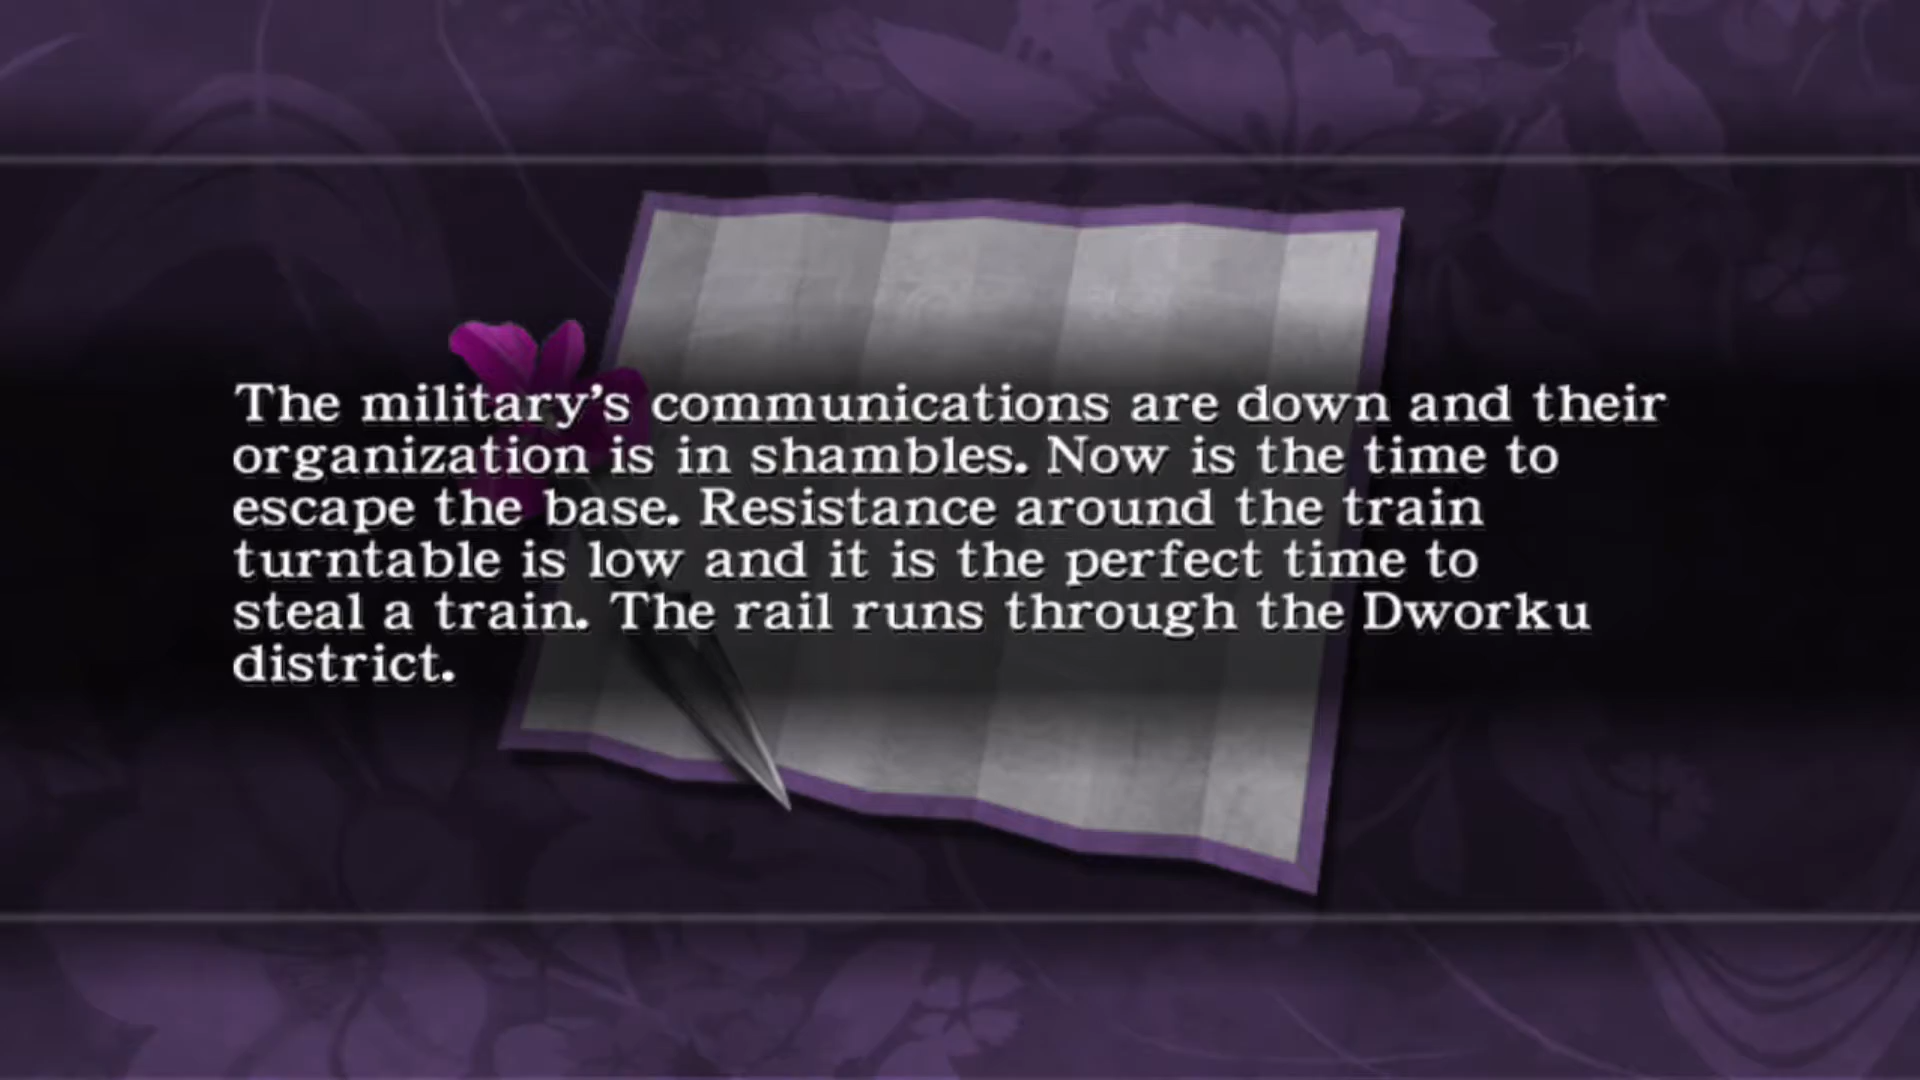 The military's communications are down and their
organization is in shambles. Now is the time to
escape the base. Resistance around the train
turntable is low and it is the perfect time to
steal a train. The rail runs through the Dworku
district.